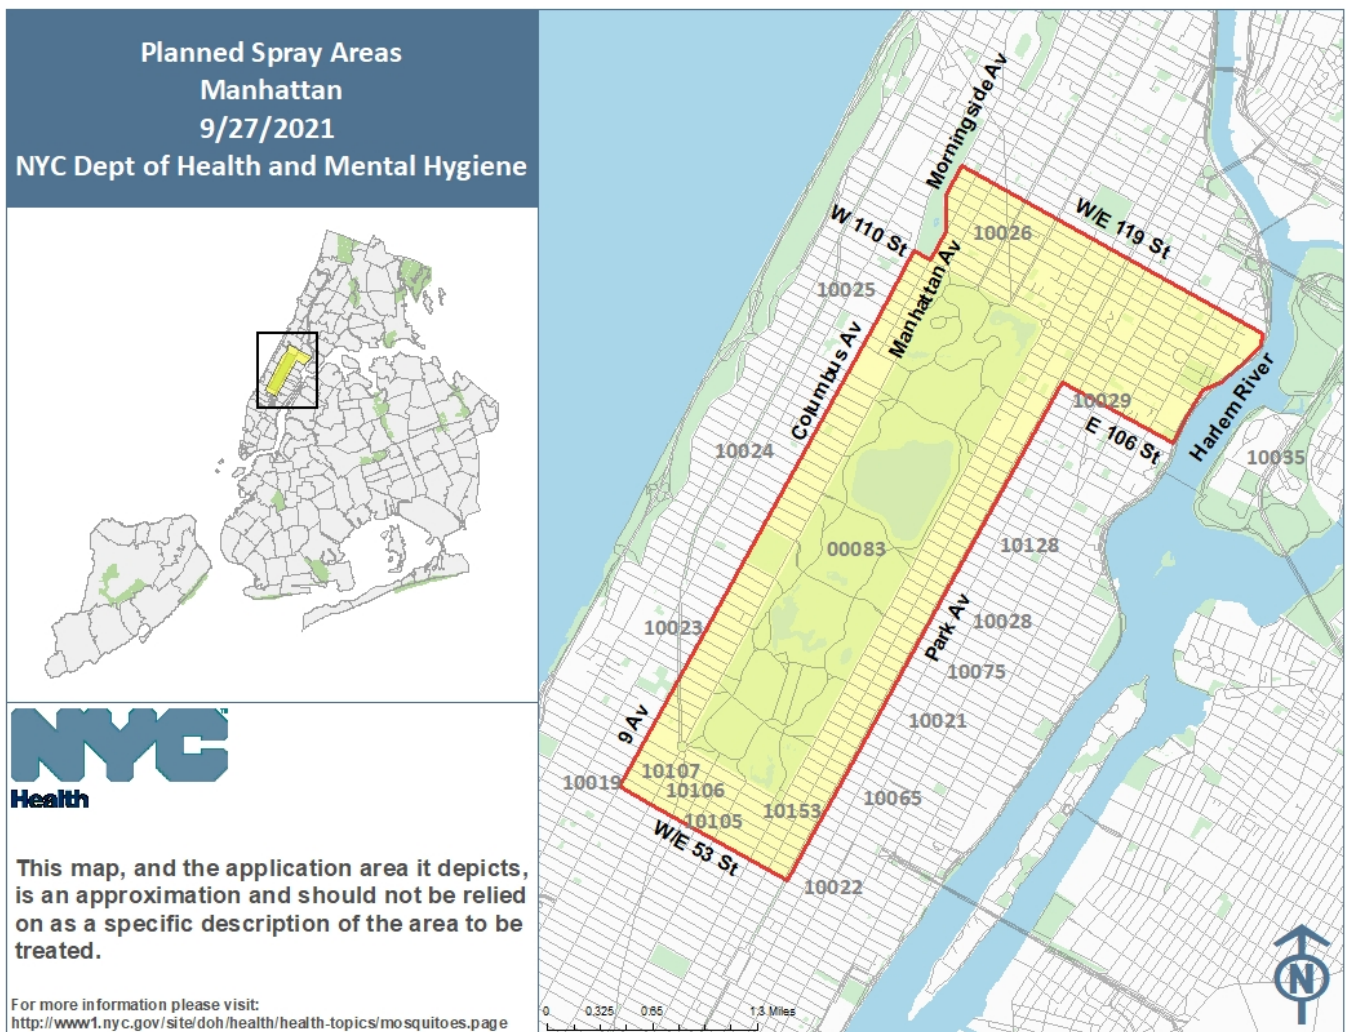 Planned Spray Areas
Manhattan
9/27/2021
NYC Dept of Health and Mental Hygiene
NYC
Health
This map, and the application area it depicts,
is an approximation and should not be relied
on as a specific description of the area to be
treated.
For more information please visit:
http://www1.nyc.gov/site/doh/health/health-topics/mosquitoes.page
Morningside Av
W 110 St
W/E 119 St
10026
Manhattan Av
10025
Columbus Av
10029
E 106 St
Harlem River
10035
10024
00083
10128
10028
Park Av
10023
10075
10021
9 Av
10019
10107
10106
10105
10153
10065
W/E 53 St
10022
0 0.325 0.65 1.3 Miles
N